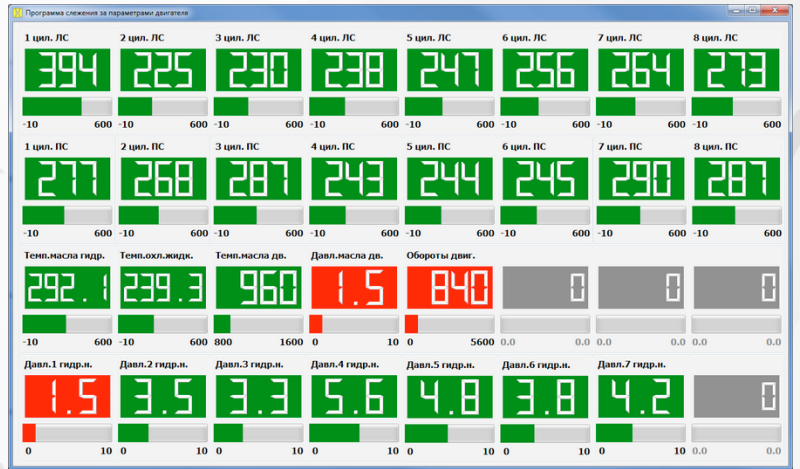 Программа слежения за параметрами двигателя
1 цил. ЛС 2 цил. ЛС 3 цил. ЛС 4 цил. ЛС 5 цил. ЛС 6 цил. ЛС 7 цил. ЛС 8 цил. ЛС
394 225 230 238 247 256 264 273
-10 600 -10 600 -10 600 -10 600 -10 600 -10 600 -10 600 -10 600
1 цил. ПС 2 цил. ПС 3 цил. ПС 4 цил. ПС 5 цил. ПС 6 цил. ПС 7 цил. ПС 8 цил. ПС
277 268 287 243 244 245 290 287
-10 600 -10 600 -10 600 -10 600 -10 600 -10 600 -10 600 -10 600
Темп.масла гидр. Темп.охл.жидк. Темп.масла дв. Давл.масла дв. Обороты двиг.
292.1 239.3 960 1.5 840 0 0 0
-10 600 -10 600 800 1600 0 10 0 5600 0.0 0.0 0.0 0.0 0.0 0.0
Давл.1 гидр.н. Давл.2 гидр.н. Давл.3 гидр.н. Давл.4 гидр.н. Давл.5 гидр.н. Давл.6 гидр.н. Давл.7 гидр.н.
1.5 3.5 3.3 5.6 4.8 3.8 4.2 0
0 10 0 10 0 10 0 10 0 10 0 10 0 10 0.0 0.0